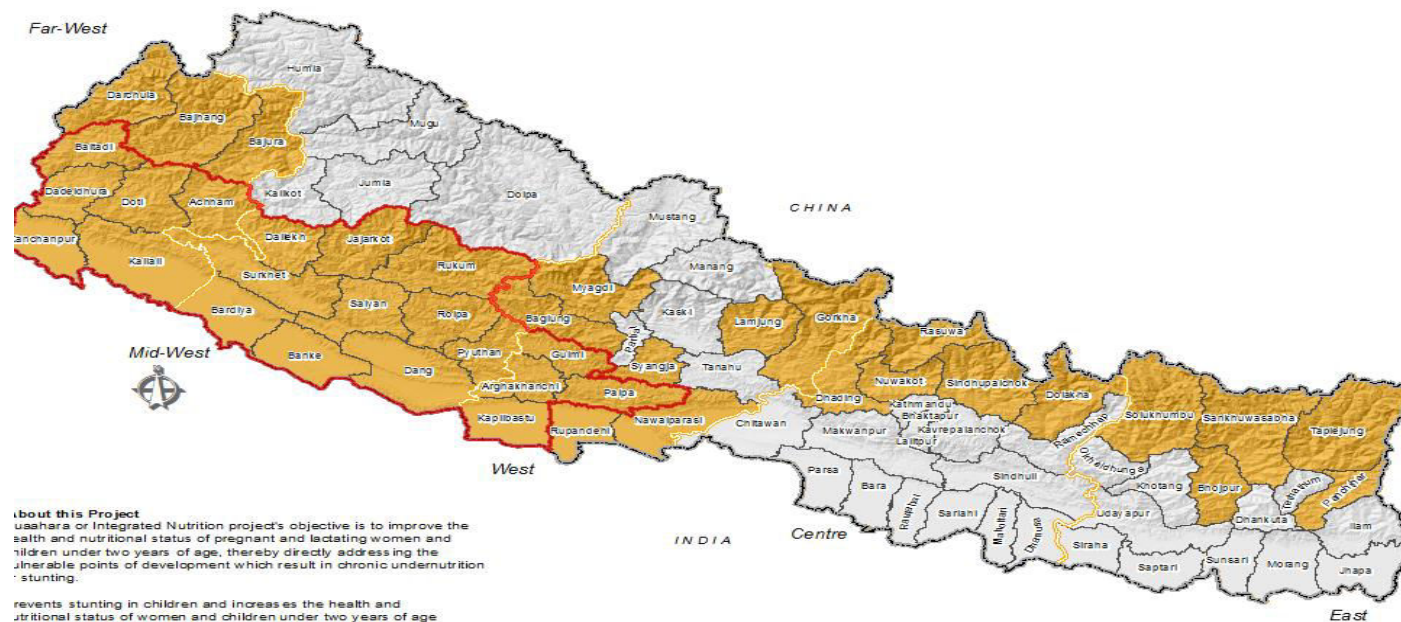 Far-West
Humla
Darchula
Bajhang
Mugu
Bajura
Baitadi
Dadeldhura
Doti
Achham
Kalikot
Jumla
Dolpa
Mustang
CHINA
Kanchanpur
Kailali
Dailekh
Jajarkot
Surkhet
Rukum
Manang
Myagdi
Bardiya
Salyan
Rolpa
Baglung
Kaski
Lamjung
Gorkha
Rasuwa
Parbat
Mid-West
Banke
Dang
Pyuthan
Gulmi
Syangja
Tanahu
Arghakhanchi
Palpa
Nuwakot
Sindhupalchok
Dolakha
Dhading
Kathmandu
Bhaktapur
Kavrepalanchok
Lalitpur
Ramechhap
Solukhumbu
Sankhuwasabha
Taplejung
Kapilbastu
Rupandehi
Nawalparasi
Chitawan
Makwanpur
Okhaldhunga
Khotang
Bhojpur
Terhathum
Panchthar
West
Parsa
Bara
Rautahat
Sarlahi
Mahottari
Dhanusa
Sindhuli
Udayapur
Dhankuta
Ilam
INDIA
Centre
Siraha
Saptari
Sunsari
Morang
Jhapa
East
About this Project
uaahara or Integrated Nutrition project's objective is to improve the
ealth and nutritional status of pregnant and lactating women and
hildren under two years of age, thereby directly addressing the
ulnerable points of development which result in chronic undernutrition
r stunting.
revents stunting in children and increases the health and
utritional status of women and children under two years of age